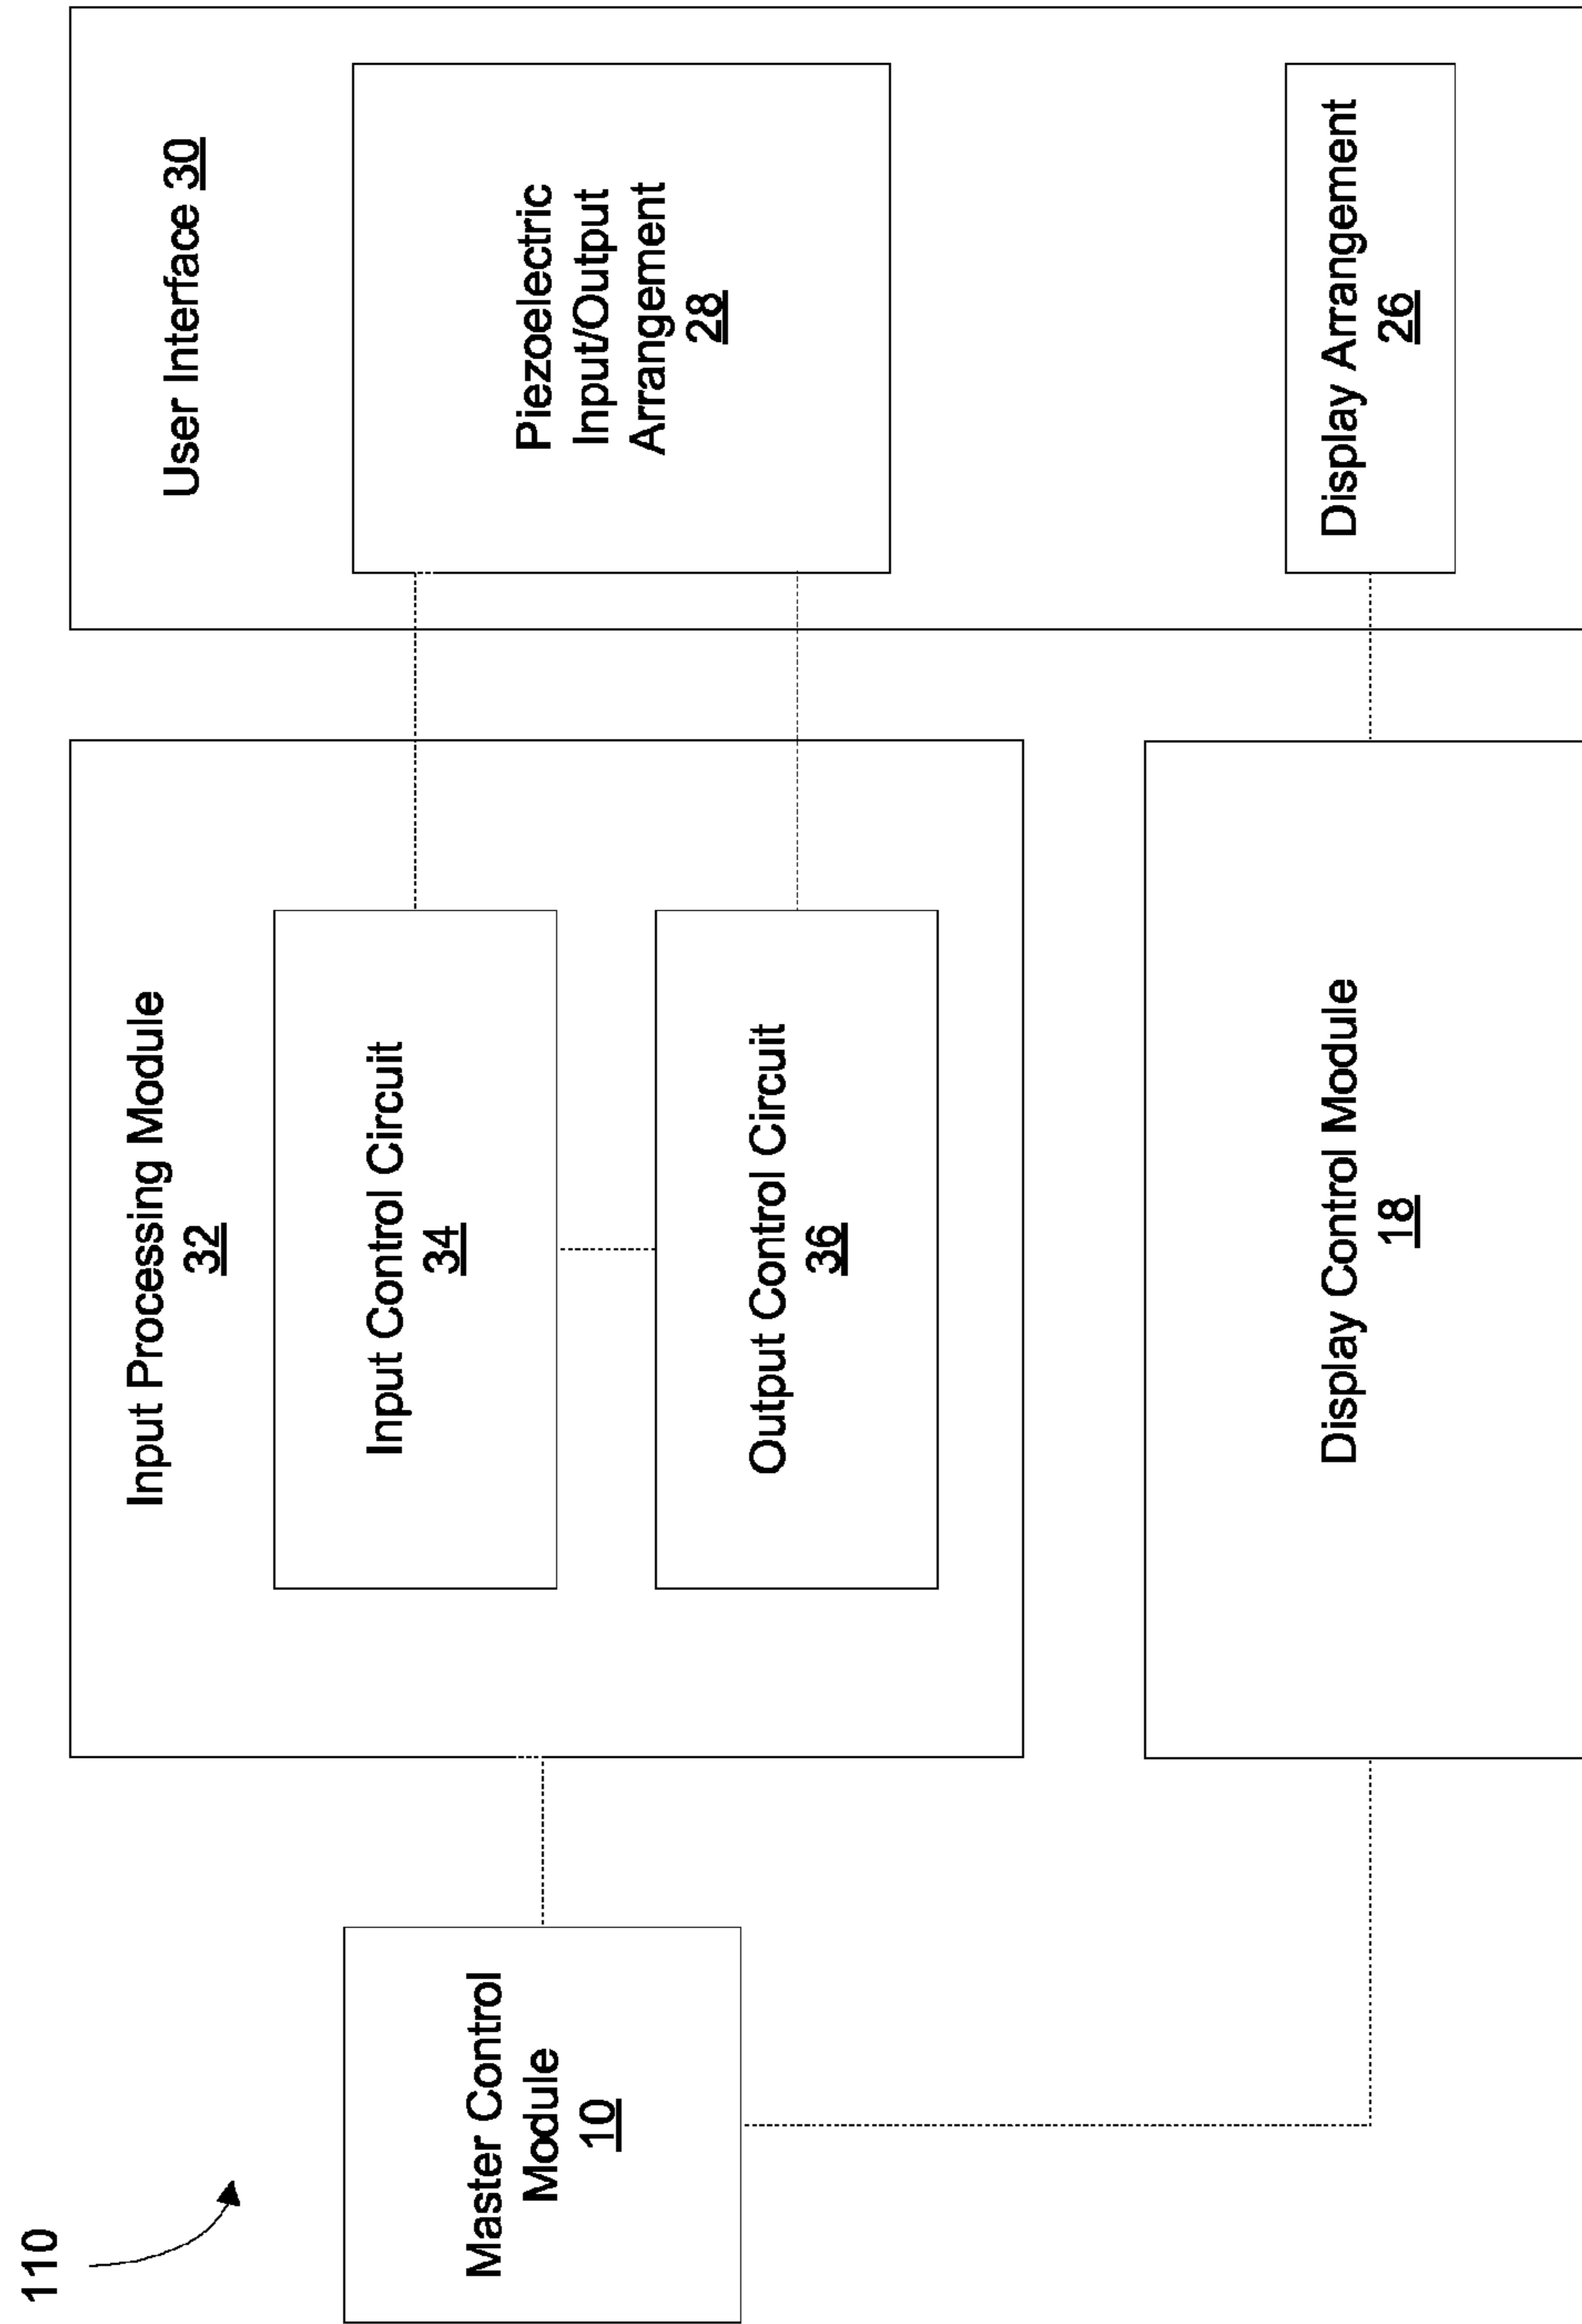 110
Master Control
Module
10
Input Processing Module
32
Input Control Circuit
34
Output Control Circuit
36
Display Control Module
18
User Interface 30
Piezoelectric
Input/Output
Arrangement
28
Display Arrangement
26